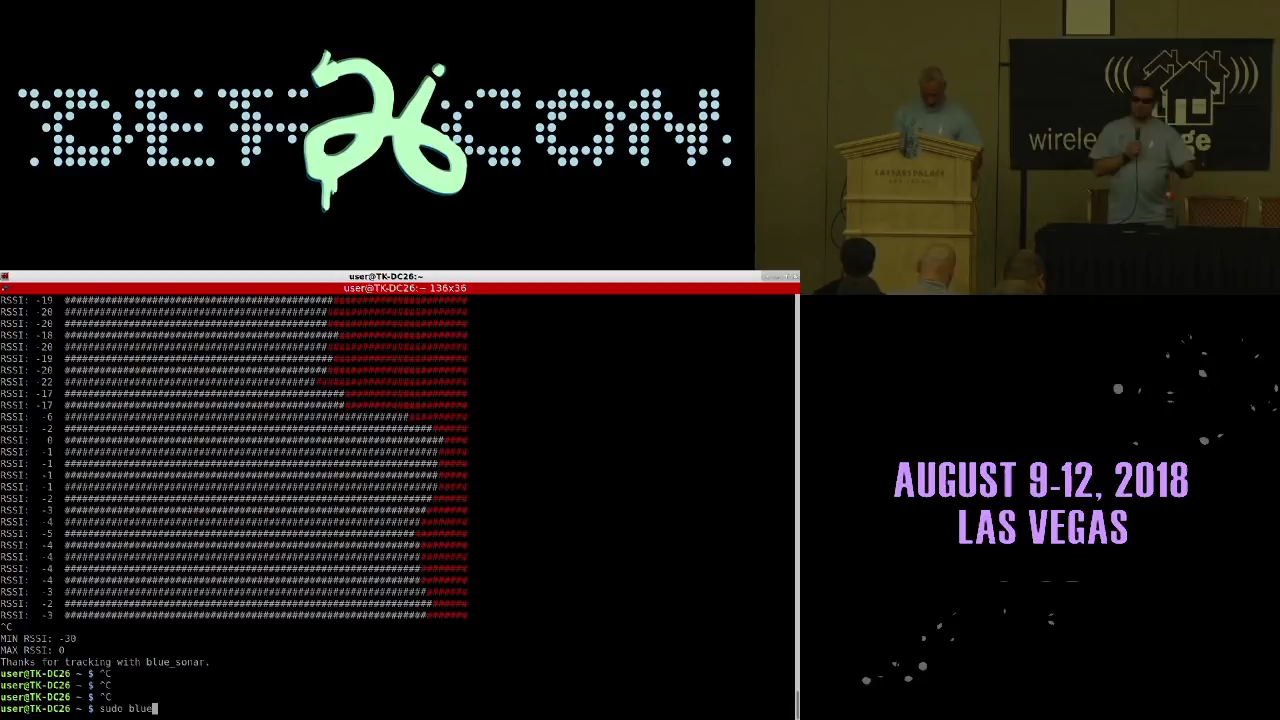 DEF 26 CON
CAESARS PALACE
wirele ge
user@TK-DC26:~
user@TK-DC26:~ 136x36
RSSI: -19 
RSSI: -20 
RSSI: -20 
RSSI: -18 
RSSI: -20 
RSSI: -19 
RSSI: -20 
RSSI: -22 
RSSI: -17 
RSSI: -17 
RSSI: -6 
RSSI: -2 
RSSI: 0 
RSSI: -1 
RSSI: -1 
RSSI: -1 
RSSI: -1 
RSSI: -2 
RSSI: -3 
RSSI: -4 
RSSI: -5 
RSSI: -4 
RSSI: -4 
RSSI: -4 
RSSI: -4 
RSSI: -3 
RSSI: -2 
RSSI: -3 
^C
MIN RSSI: -30
MAX RSSI: 0
Thanks for tracking with blue_sonar.
user@TK-DC26 ~ $ ^C
user@TK-DC26 ~ $ ^C
user@TK-DC26 ~ $ ^C
user@TK-DC26 ~ $ sudo blue
AUGUST 9-12, 2018
LAS VEGAS